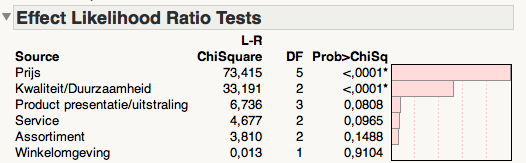 Effect Likelihood Ratio Tests
L-R
Source ChiSquare DF Prob>ChiSq
Prijs 73,415 5 <,0001*
Kwaliteit/Duurzaamheid 33,191 2 <,0001*
Product presentatie/uitstraling 6,736 3 0,0808
Service 4,677 2 0,0965
Assortiment 3,810 2 0,1488
Winkelomgeving 0,013 1 0,9104